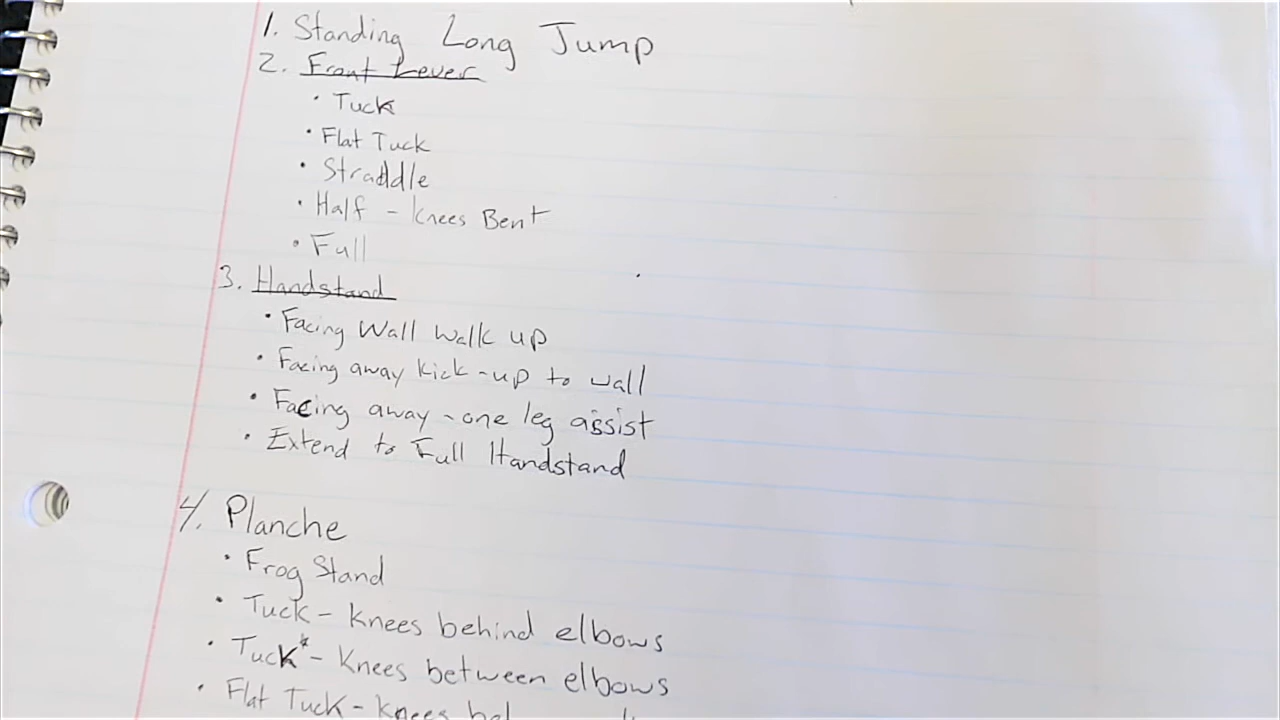 1. Standing Long Jump
2. Front Lever
• Tuck
• Flat Tuck
• Straddle
• Half - Knees Bent
• Full
3. Handstand
• Facing Wall Walk up
• Facing away kick-up to wall
• Facing away - one leg assist
• Extend to Full Handstand
4. Planche
• Frog Stand
• Tuck - Knees behind elbows
• Tuck* - Knees between elbows
• Flat Tuck - Knees